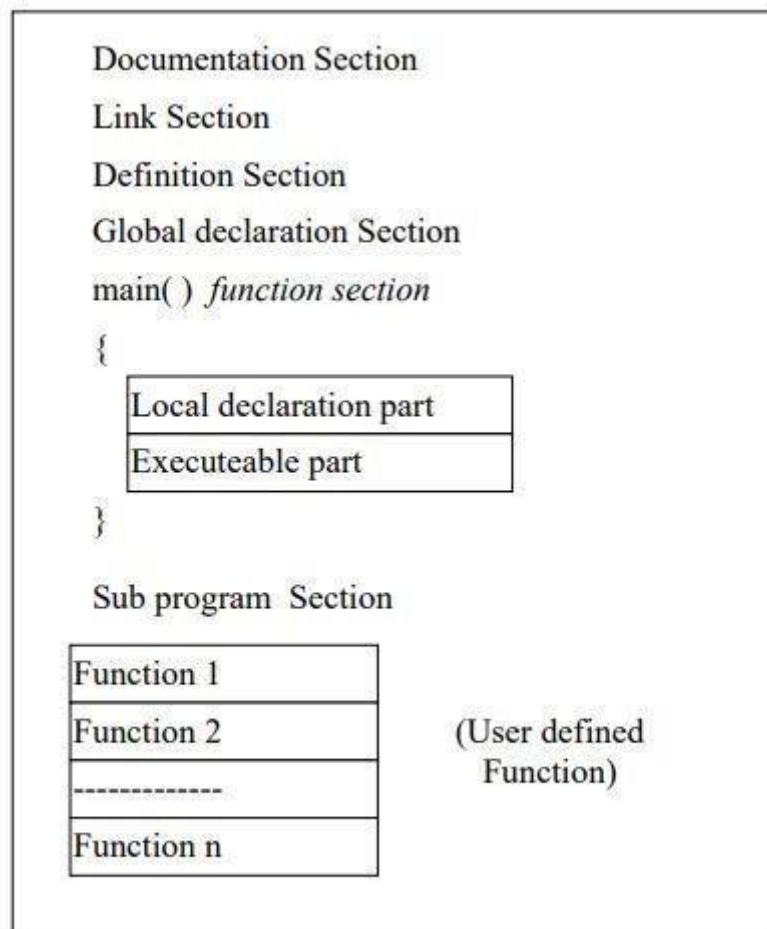 Documentation Section
Link Section
Definition Section
Global declaration Section
main( ) function section
{
Local declaration part
Executeable part
}
Sub program Section
Function 1
Function 2
(User defined
Function)
-------------
Function n